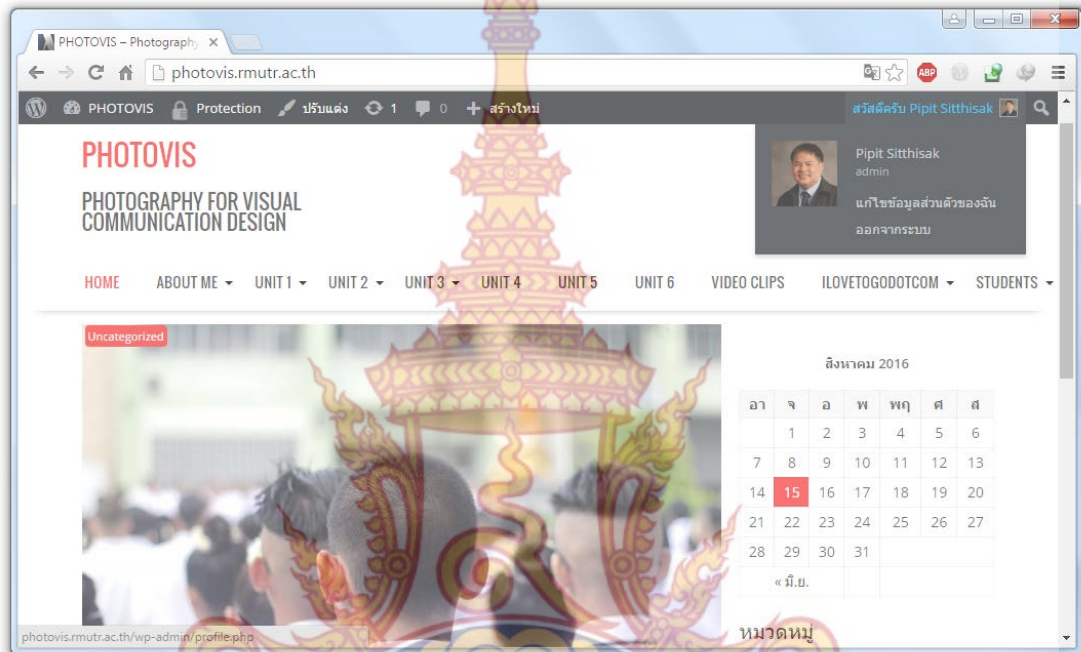 PHOTOVIS – Photography
photovis.rmutr.ac.th
ABP
PHOTOVIS Protection ปรับแต่ง 1 0 + สร้างใหม่ สวัสดีครับ Pipit Sitthisak
PHOTOVIS
PHOTOGRAPHY FOR VISUAL
COMMUNICATION DESIGN
Pipit Sitthisak
admin
แก้ไขข้อมูลส่วนตัวของฉัน
ออกจากระบบ
HOME ABOUT ME UNIT 1 UNIT 2 UNIT 3 UNIT 4 UNIT 5 UNIT 6 VIDEO CLIPS ILOVETOGODOTCOM STUDENTS
Uncategorized
สิงหาคม 2016
อา จ อ พ พฤ ศ ส
1 2 3 4 5 6
7 8 9 10 11 12 13
14 15 16 17 18 19 20
21 22 23 24 25 26 27
28 29 30 31
« มิ.ย.
หมวดหมู่
photovis.rmutr.ac.th/wp-admin/profile.php